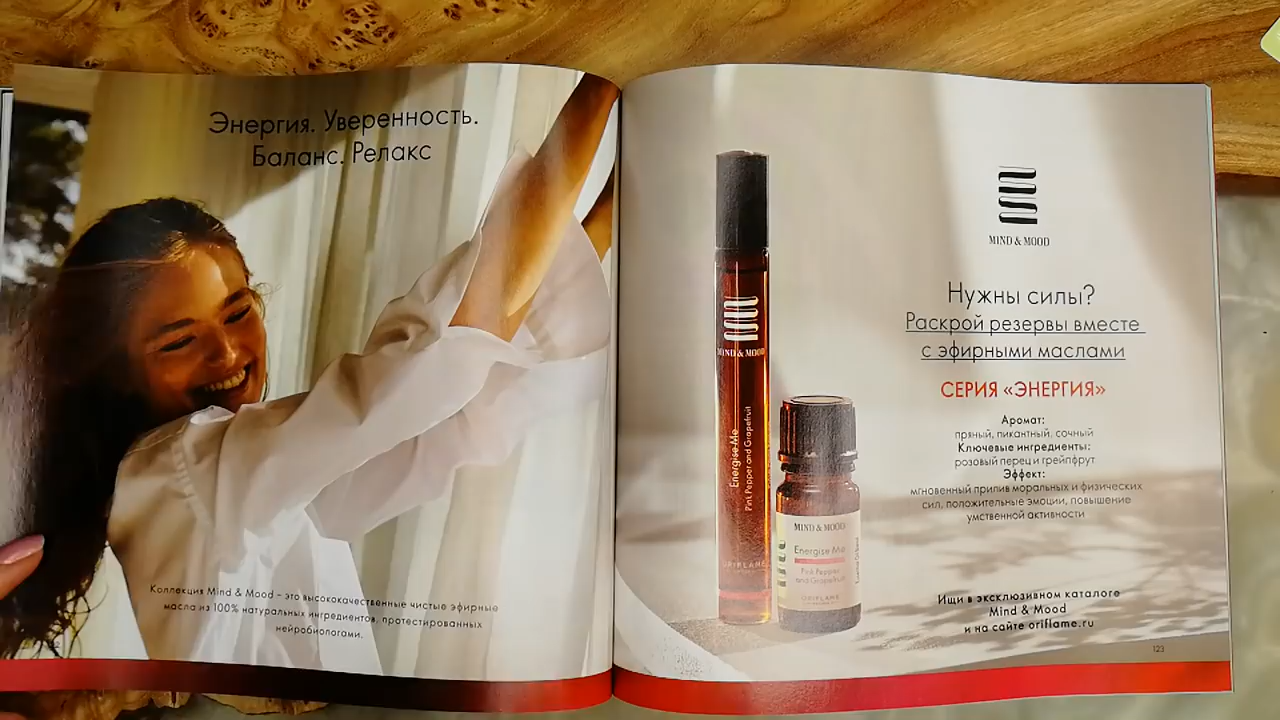 Энергия. Уверенность.
Баланс. Релакс
Коллекция Mind & Mood – это высококачественные чистые эфирные
масла из 100% натуральных ингредиентов, протестированных
нейробиологами.
MIND & MOOD
Нужны силы?
Раскрой резервы вместе
с эфирными маслами
СЕРИЯ «ЭНЕРГИЯ»
Аромат:
пряный, пикантный, сочный
Ключевые ингредиенты:
розовый перец и грейпфрут
Эффект:
мгновенный прилив моральных и физических
сил, положительные эмоции, повышение
умственной активности
Ищи в эксклюзивном каталоге
Mind & Mood
и на сайте oriflame.ru
123
MIND & MOOD
Energise Me
Pink Pepper and Grapefruit
ORIFLAME
MIND & MOOD
Energise Me
Pink Pepper
and Grapefruit
ORIFLAME